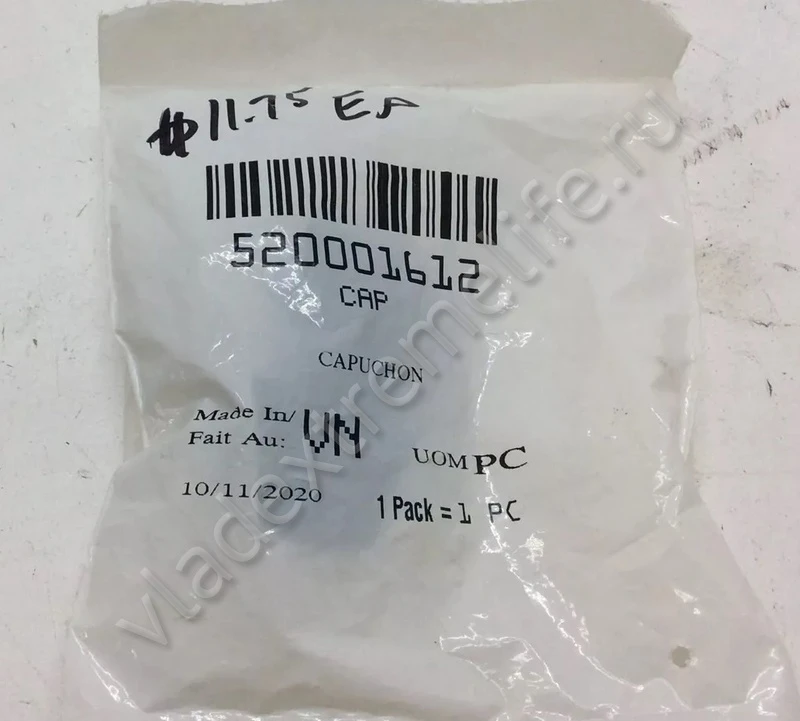 $11.75 EA
520001612
CAP
CAPUCHON
Made In/
Fait Au: VN
UOM PC
10/11/2020
1 Pack = 1 PC
vladextremelife.ru